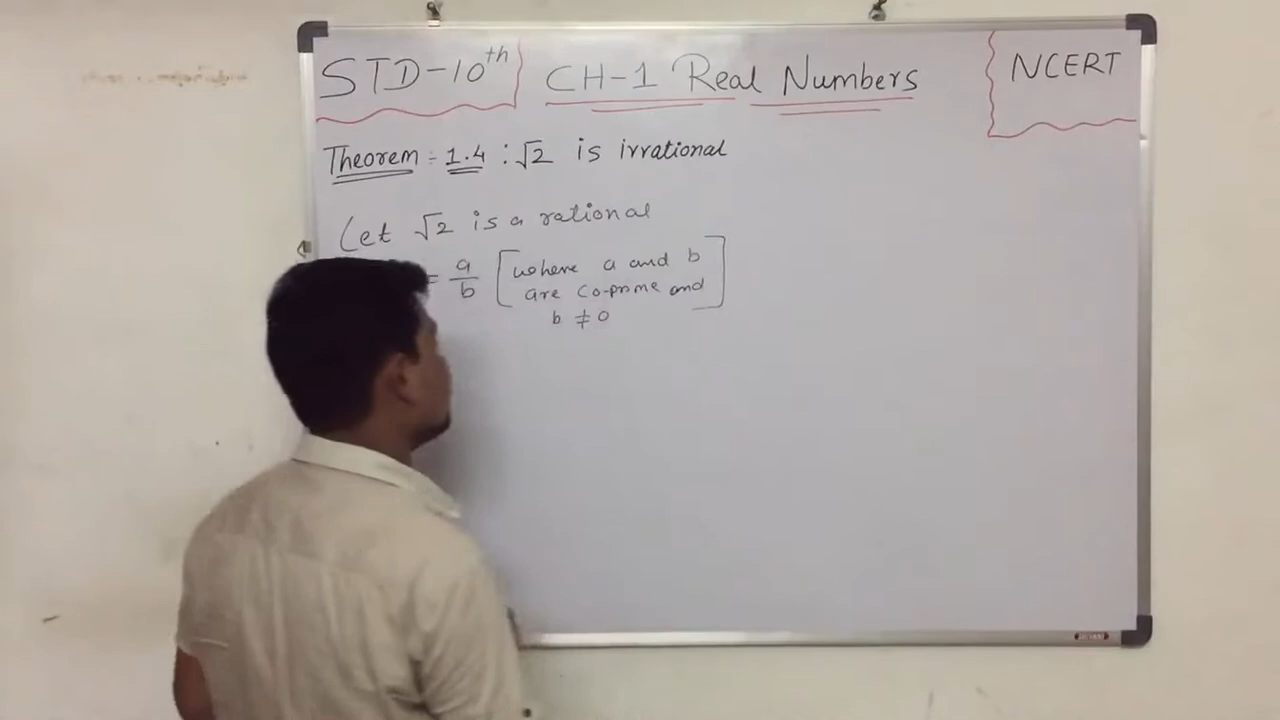 STD-10th CH-1 Real Numbers NCERT
Theorem - 1.4 : √2 is irrational
Let √2 is a rational
= a/b [where a and b
are co-prime and]
b ≠ 0